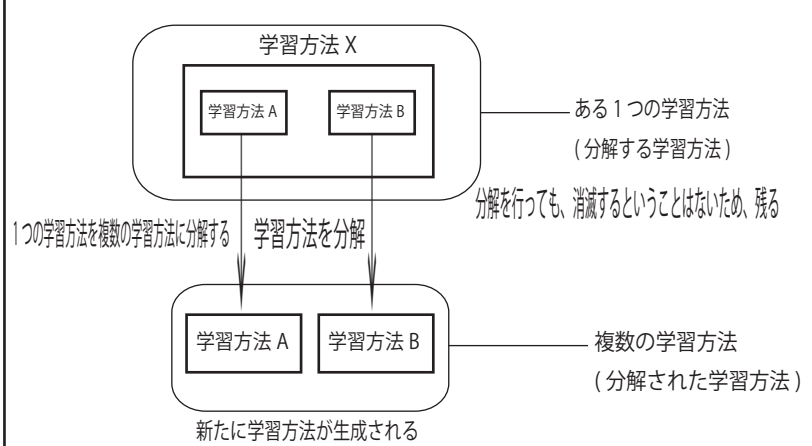 学習方法 X
学習方法 A
学習方法 B
ある 1 つの学習方法
( 分解する学習方法 )
分解を行っても、消滅するということはないため、残る
1つの学習方法を複数の学習方法に分解する
学習方法を分解
学習方法 A
学習方法 B
複数の学習方法
( 分解された学習方法 )
新たに学習方法が生成される